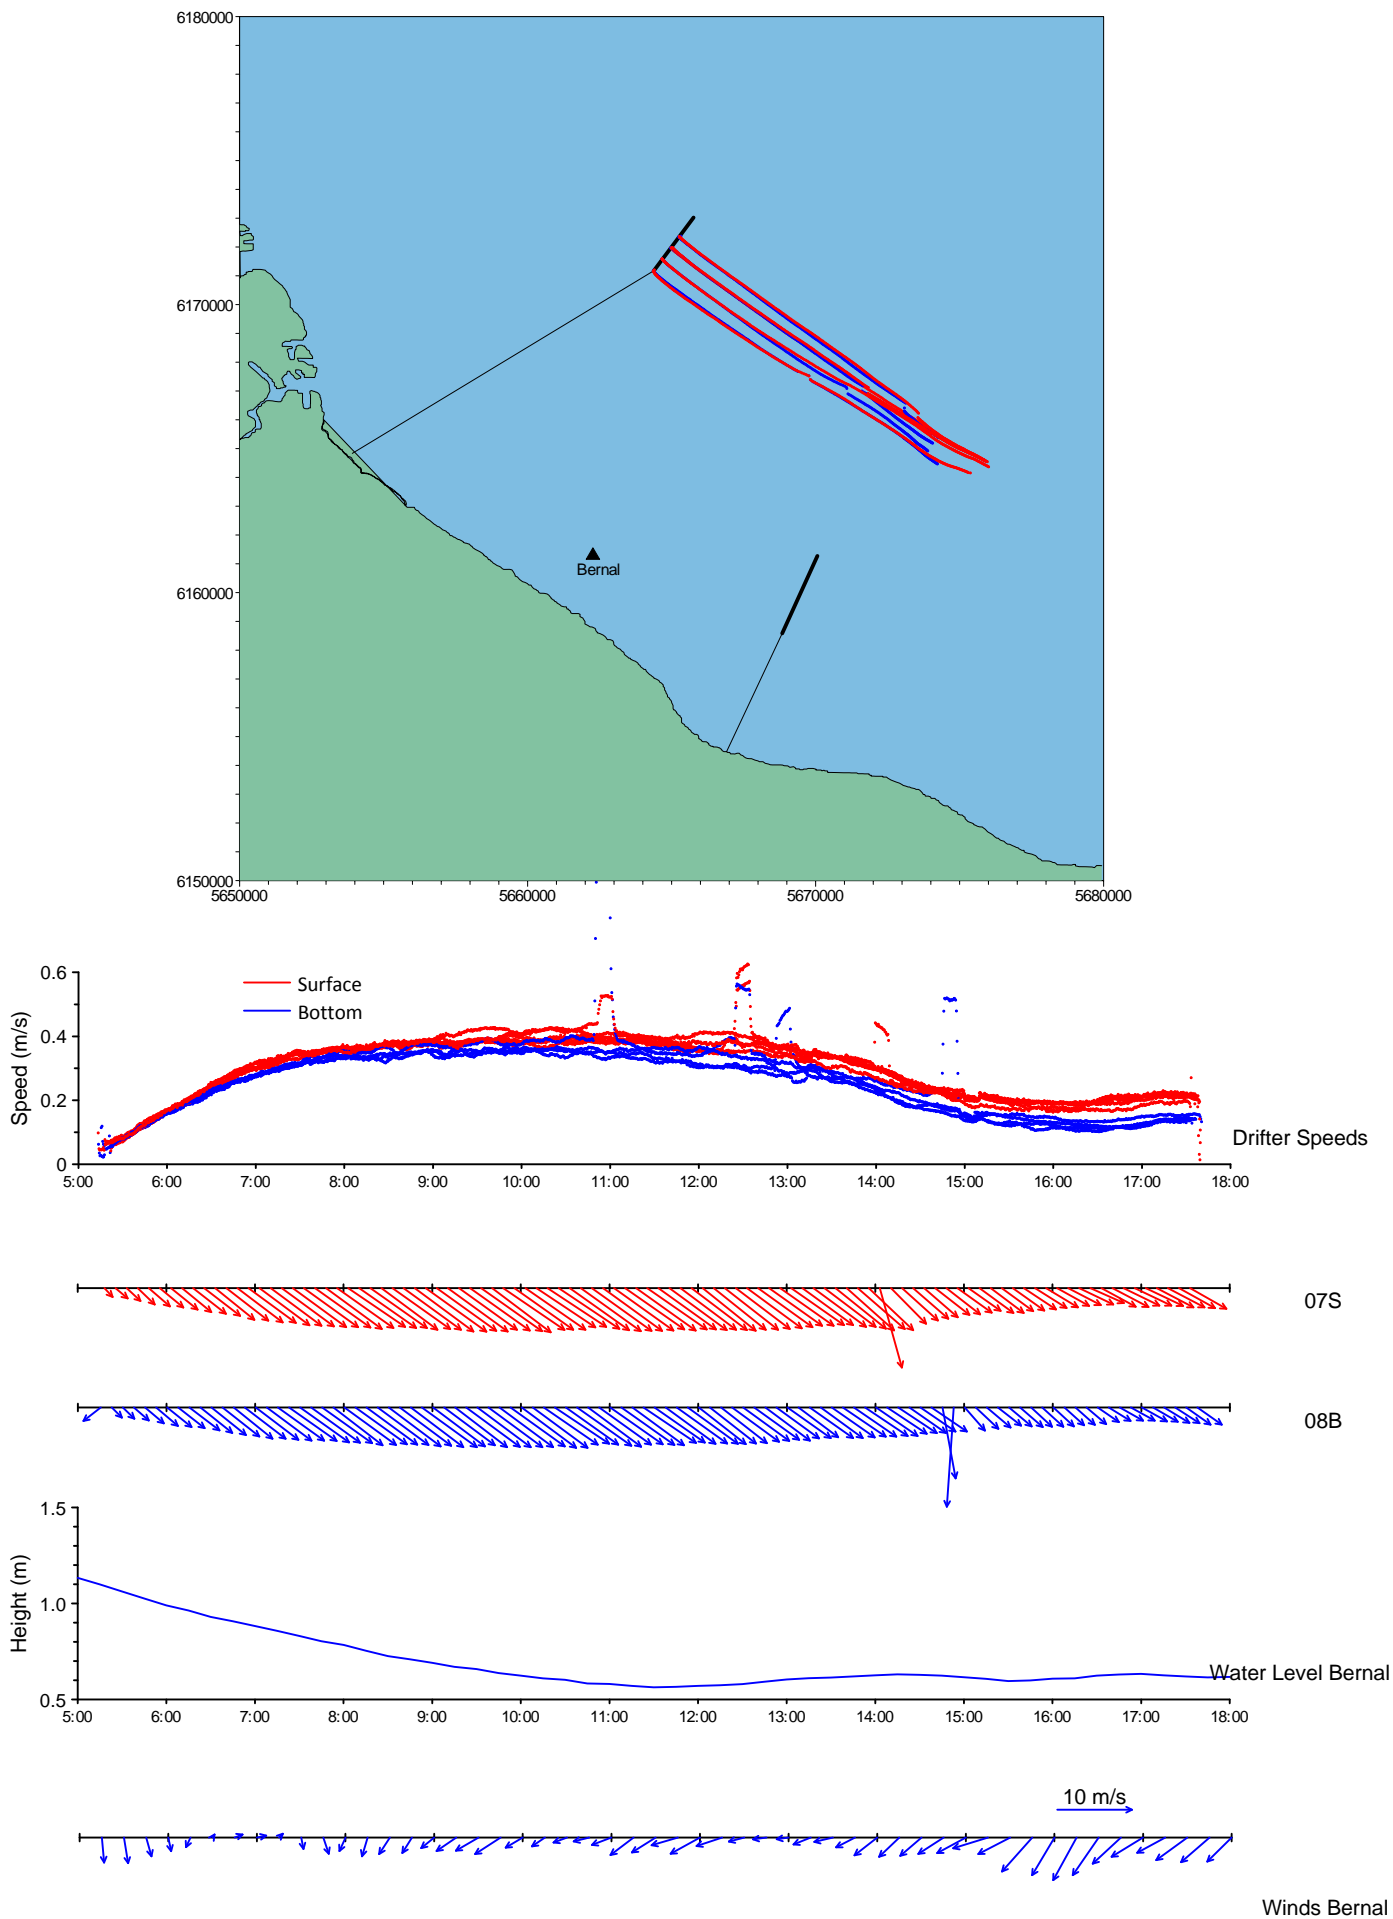 6180000
6170000
6160000
6150000
Bernal
5650000 5660000 5670000 5680000
Speed (m/s)
0.6
0.4
0.2
0
Surface
Bottom
Drifter Speeds
5:00 6:00 7:00 8:00 9:00 10:00 11:00 12:00 13:00 14:00 15:00 16:00 17:00 18:00
07S
08B
Height (m)
1.5
1.0
0.5
Water Level Bernal
5:00 6:00 7:00 8:00 9:00 10:00 11:00 12:00 13:00 14:00 15:00 16:00 17:00 18:00
10 m/s
Winds Bernal